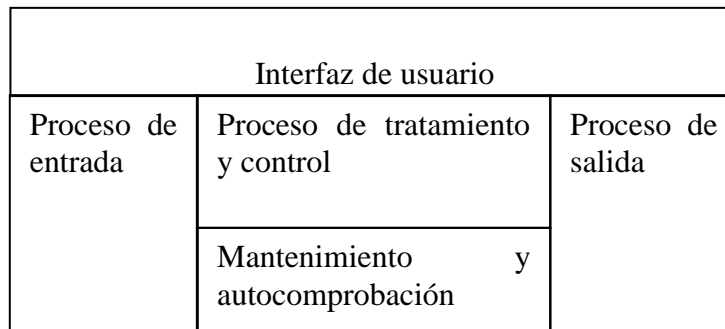 Interfaz de usuario
Proceso de
entrada
Proceso de tratamiento
y control
Proceso de
salida
Mantenimiento y
autocomprobación